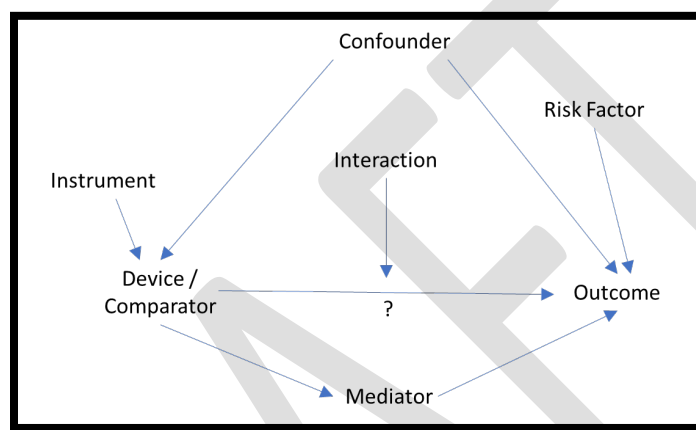 Confounder
Risk Factor
Interaction
Instrument
Device /
Comparator
Outcome
?
Mediator